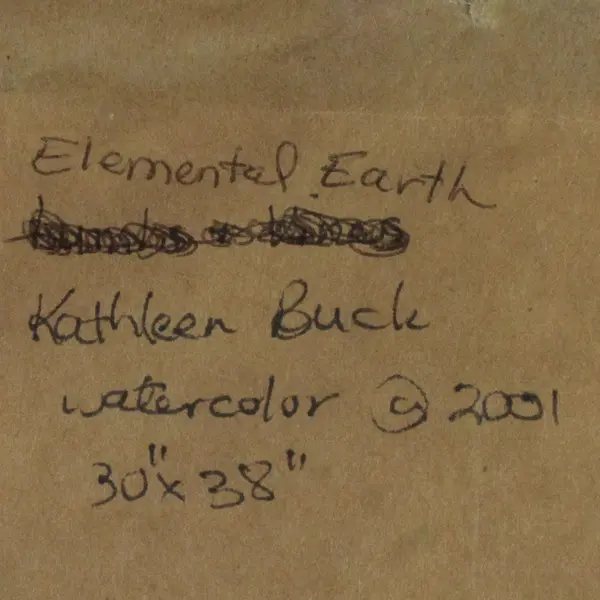 Elemental Earth
Kathleen Buck
watercolor © 2001
30" x 38"